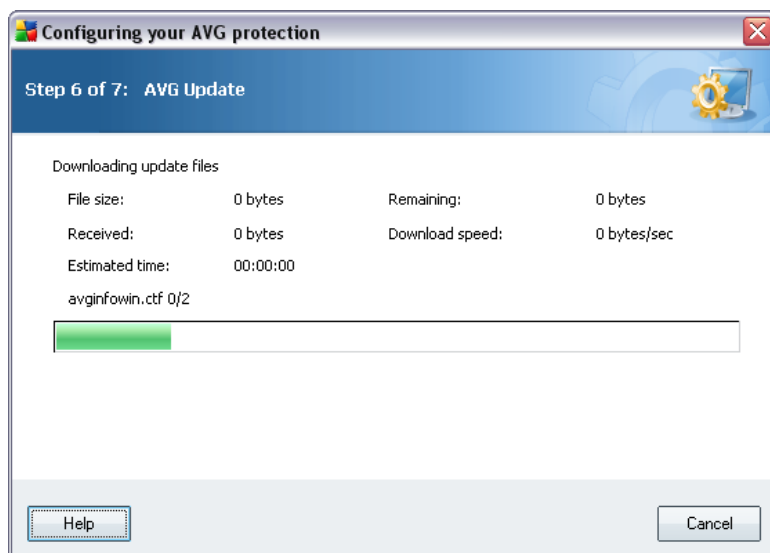 Configuring your AVG protection
Step 6 of 7: AVG Update
Downloading update files
File size: 0 bytes Remaining: 0 bytes
Received: 0 bytes Download speed: 0 bytes/sec
Estimated time: 00:00:00
avginfowin.ctf 0/2
Help Cancel